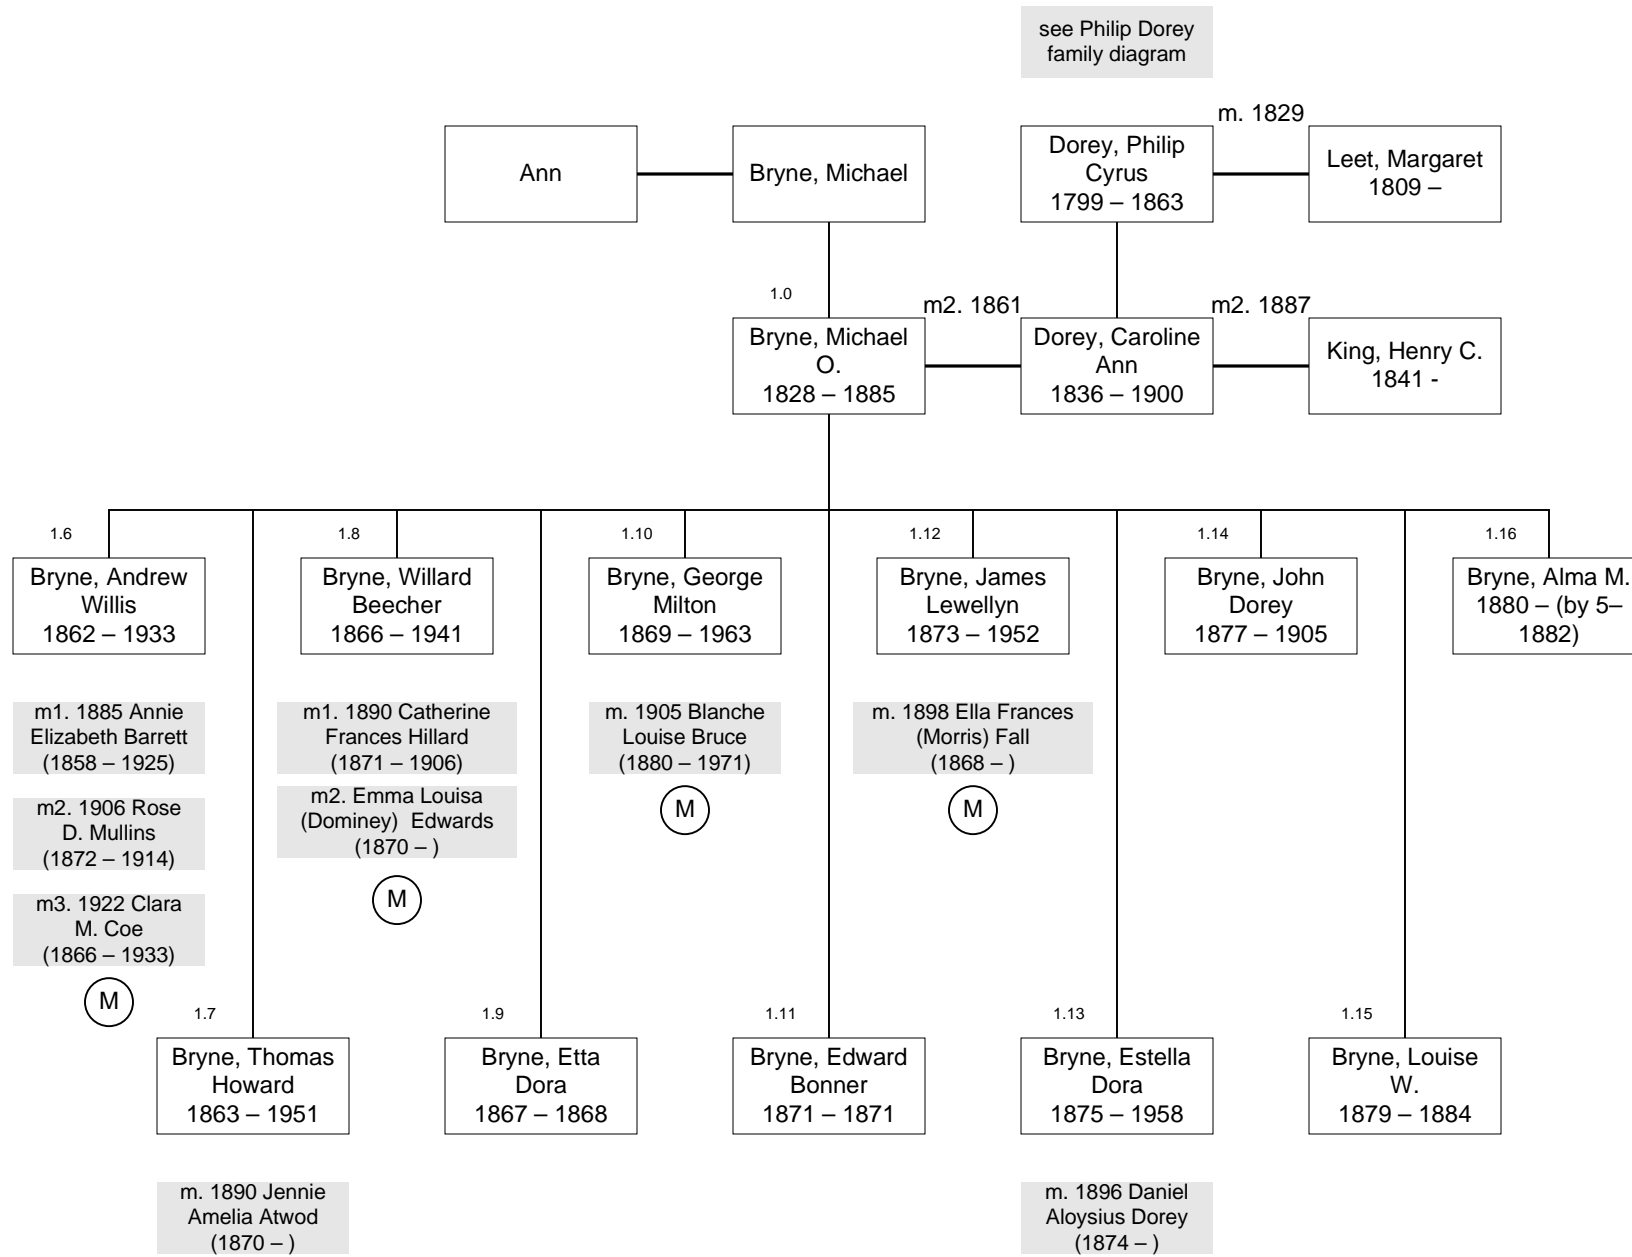 see Philip Dorey
family diagram
m. 1829
Ann
Bryne, Michael
Dorey, Philip
Cyrus
1799 – 1863
Leet, Margaret
1809 –
1.0
m2. 1861
m2. 1887
Bryne, Michael
O.
1828 – 1885
Dorey, Caroline
Ann
1836 – 1900
King, Henry C.
1841 -
1.6
Bryne, Andrew
Willis
1862 – 1933
1.8
Bryne, Willard
Beecher
1866 – 1941
1.10
Bryne, George
Milton
1869 – 1963
1.12
Bryne, James
Lewellyn
1873 – 1952
1.14
Bryne, John
Dorey
1877 – 1905
1.16
Bryne, Alma M.
1880 – (by 5–
1882)
m1. 1885 Annie
Elizabeth Barrett
(1858 – 1925)
m2. 1906 Rose
D. Mullins
(1872 – 1914)
m3. 1922 Clara
M. Coe
(1866 – 1933)
M
m1. 1890 Catherine
Frances Hillard
(1871 – 1906)
m2. Emma Louisa
(Dominey)  Edwards
(1870 – )
M
m. 1905 Blanche
Louise Bruce
(1880 – 1971)
M
m. 1898 Ella Frances
(Morris) Fall
(1868 – )
M
1.7
Bryne, Thomas
Howard
1863 – 1951
1.9
Bryne, Etta
Dora
1867 – 1868
1.11
Bryne, Edward
Bonner
1871 – 1871
1.13
Bryne, Estella
Dora
1875 – 1958
1.15
Bryne, Louise
W.
1879 – 1884
m. 1890 Jennie
Amelia Atwod
(1870 – )
m. 1896 Daniel
Aloysius Dorey
(1874 – )